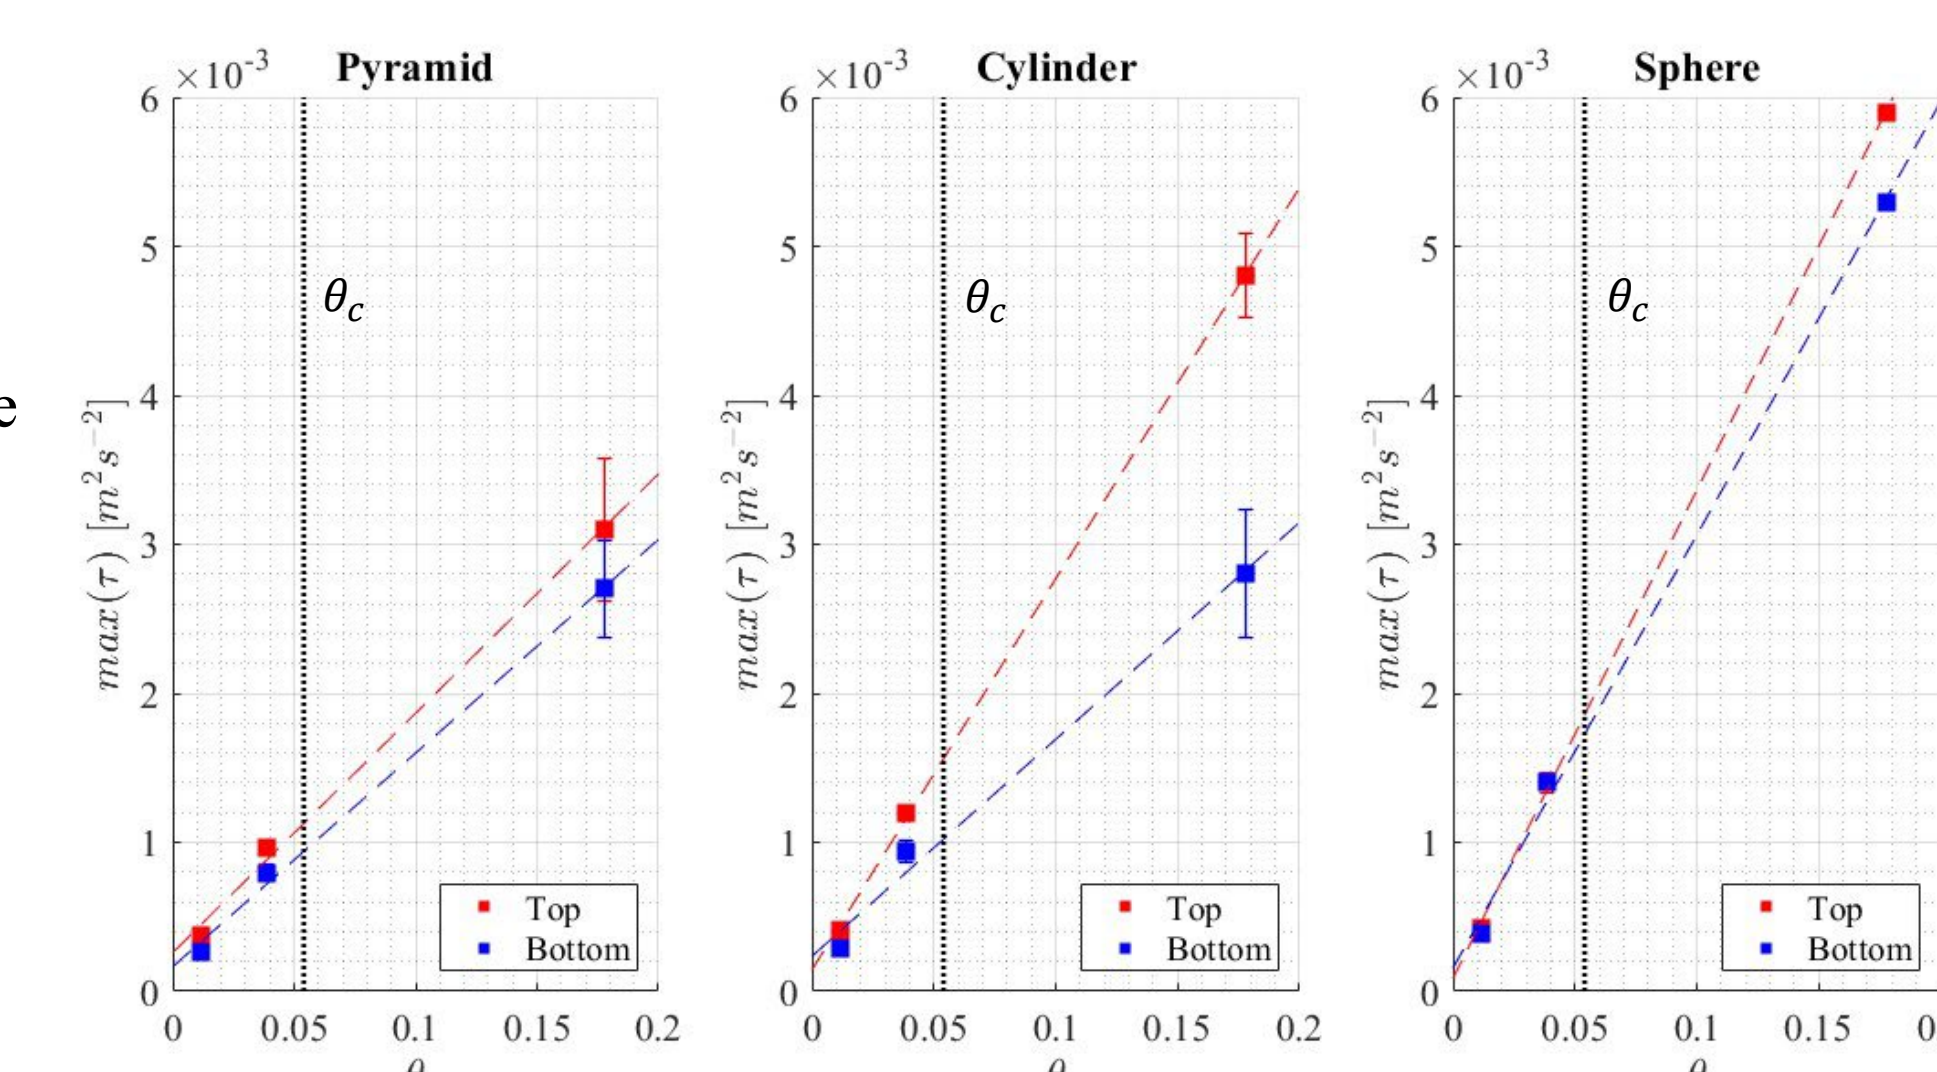 Pyramid
×10⁻³
6
5
4
3
2
1
0
0 0.05 0.1 0.15 0.2
max(τ) [m²s⁻²]
θc
Top
Bottom
Cylinder
×10⁻³
6
5
4
3
2
1
0
0 0.05 0.1 0.15 0.2
max(τ) [m²s⁻²]
θc
Top
Bottom
Sphere
×10⁻³
6
5
4
3
2
1
0
0 0.05 0.1 0.15
max(τ) [m²s⁻²]
θc
Top
Bottom